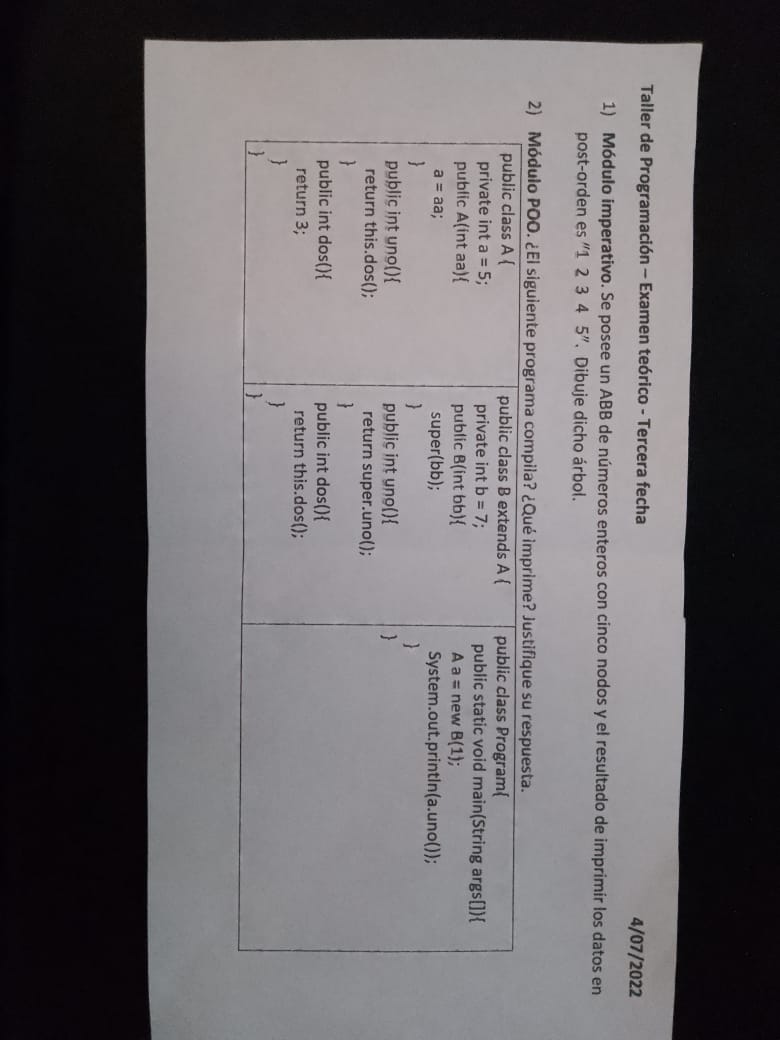 Taller de Programación – Examen teórico - Tercera fecha
4/07/2022
1) Módulo imperativo. Se posee un ABB de números enteros con cinco nodos y el resultado de imprimir los datos en
post-orden es "1 2 3 4 5". Dibuje dicho árbol.
2) Módulo POO. ¿El siguiente programa compila? ¿Qué imprime? Justifique su respuesta.
public class A {
private int a = 5;
public A(int aa){
a = aa;
}
public int uno(){
return this.dos();
}
public int dos(){
return 3;
}
}
public class B extends A {
private int b = 7;
public B(int bb){
super(bb);
}
public int uno(){
return super.uno();
}
public int dos(){
return this.dos();
}
}
public class Program{
public static void main(String args[]){
A a = new B(1);
System.out.println(a.uno());
}
}